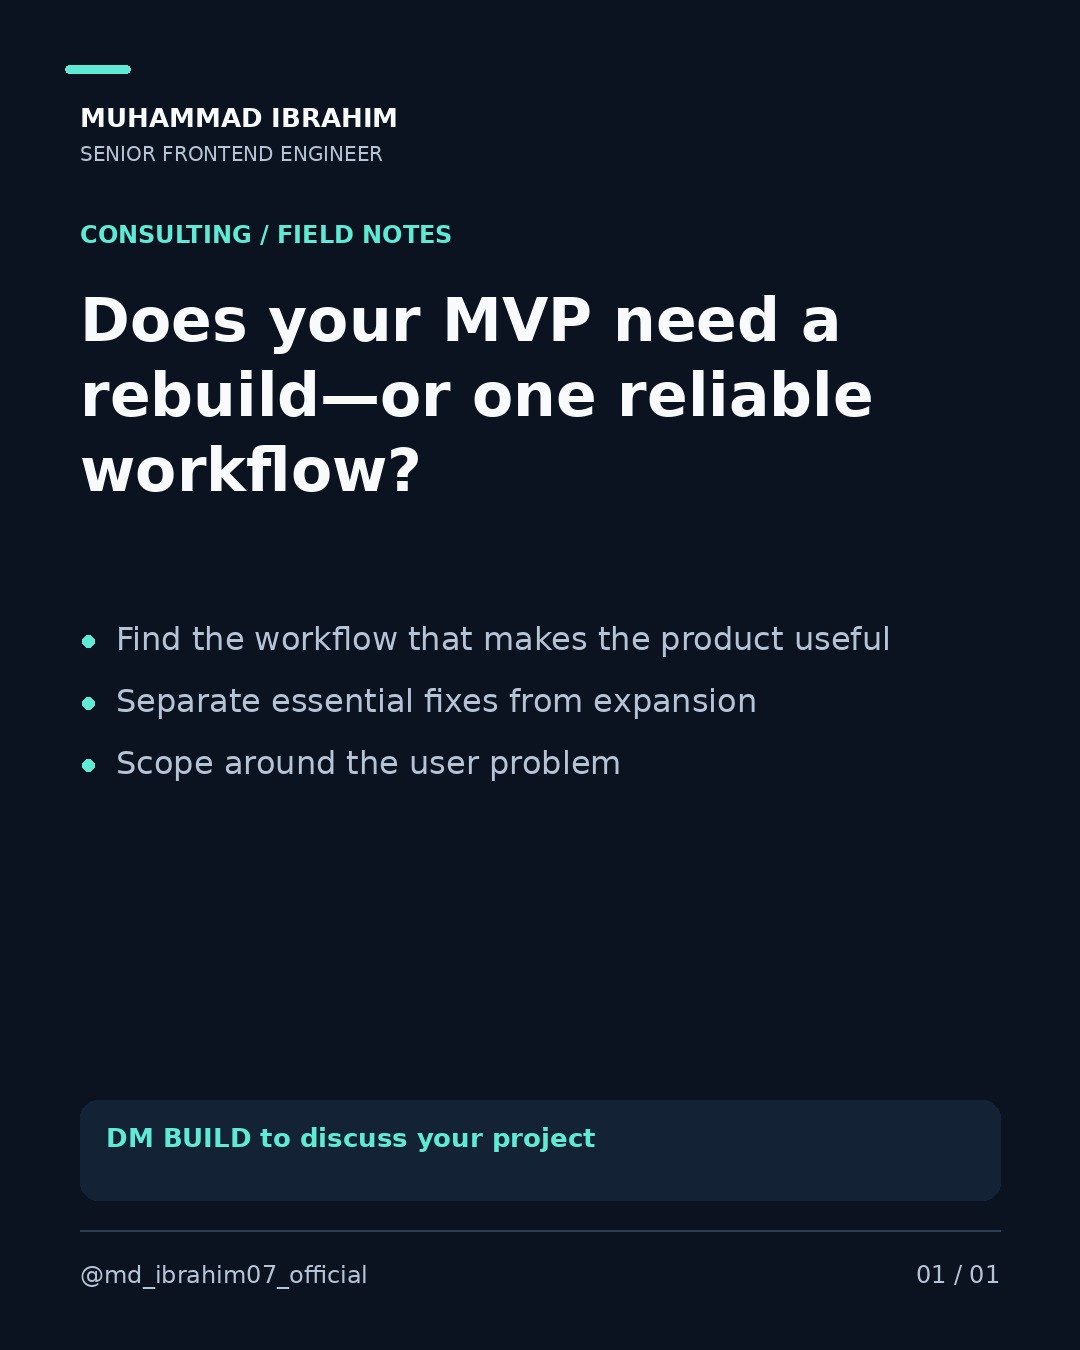 MUHAMMAD IBRAHIM
SENIOR FRONTEND ENGINEER
CONSULTING / FIELD NOTES
Does your MVP need a
rebuild—or one reliable
workflow?
Find the workflow that makes the product useful
Separate essential fixes from expansion
Scope around the user problem
DM BUILD to discuss your project
@md_ibrahim07_official
01 / 01